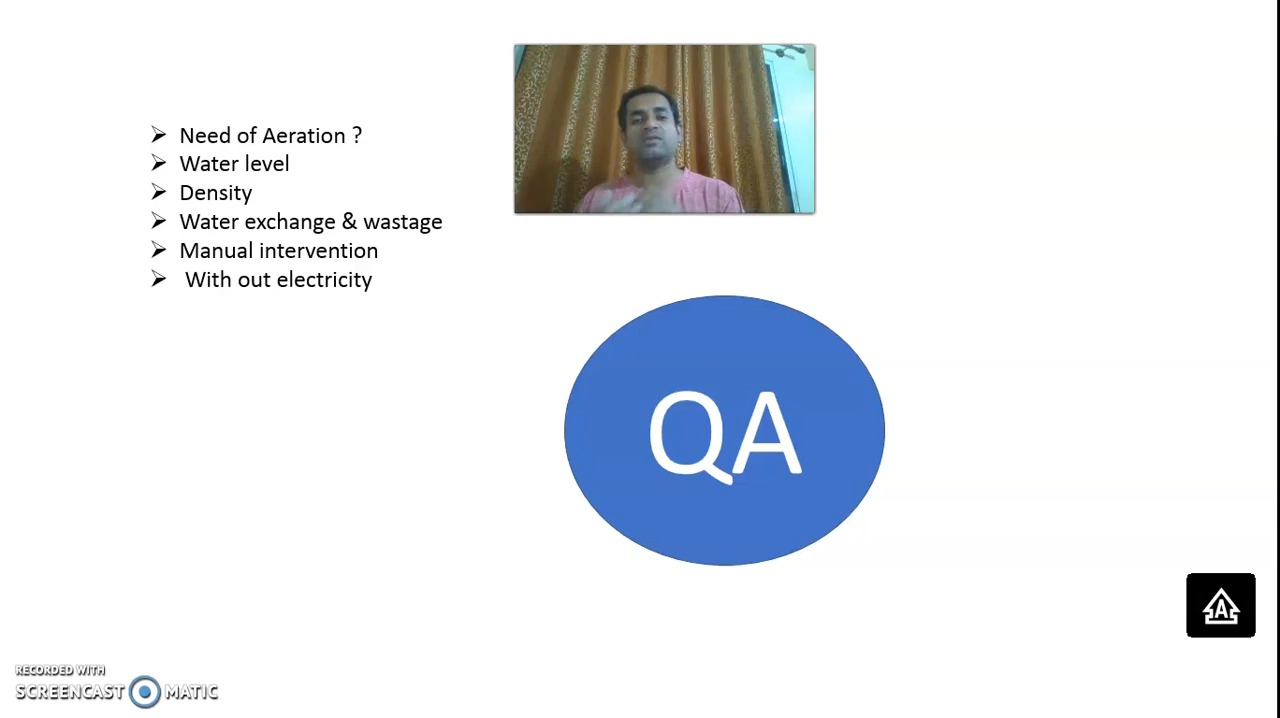 Need of Aeration ?
Water level
Density
Water exchange & wastage
Manual intervention
With out electricity
QA
A
RECORDED WITH
SCREENCAST MATIC